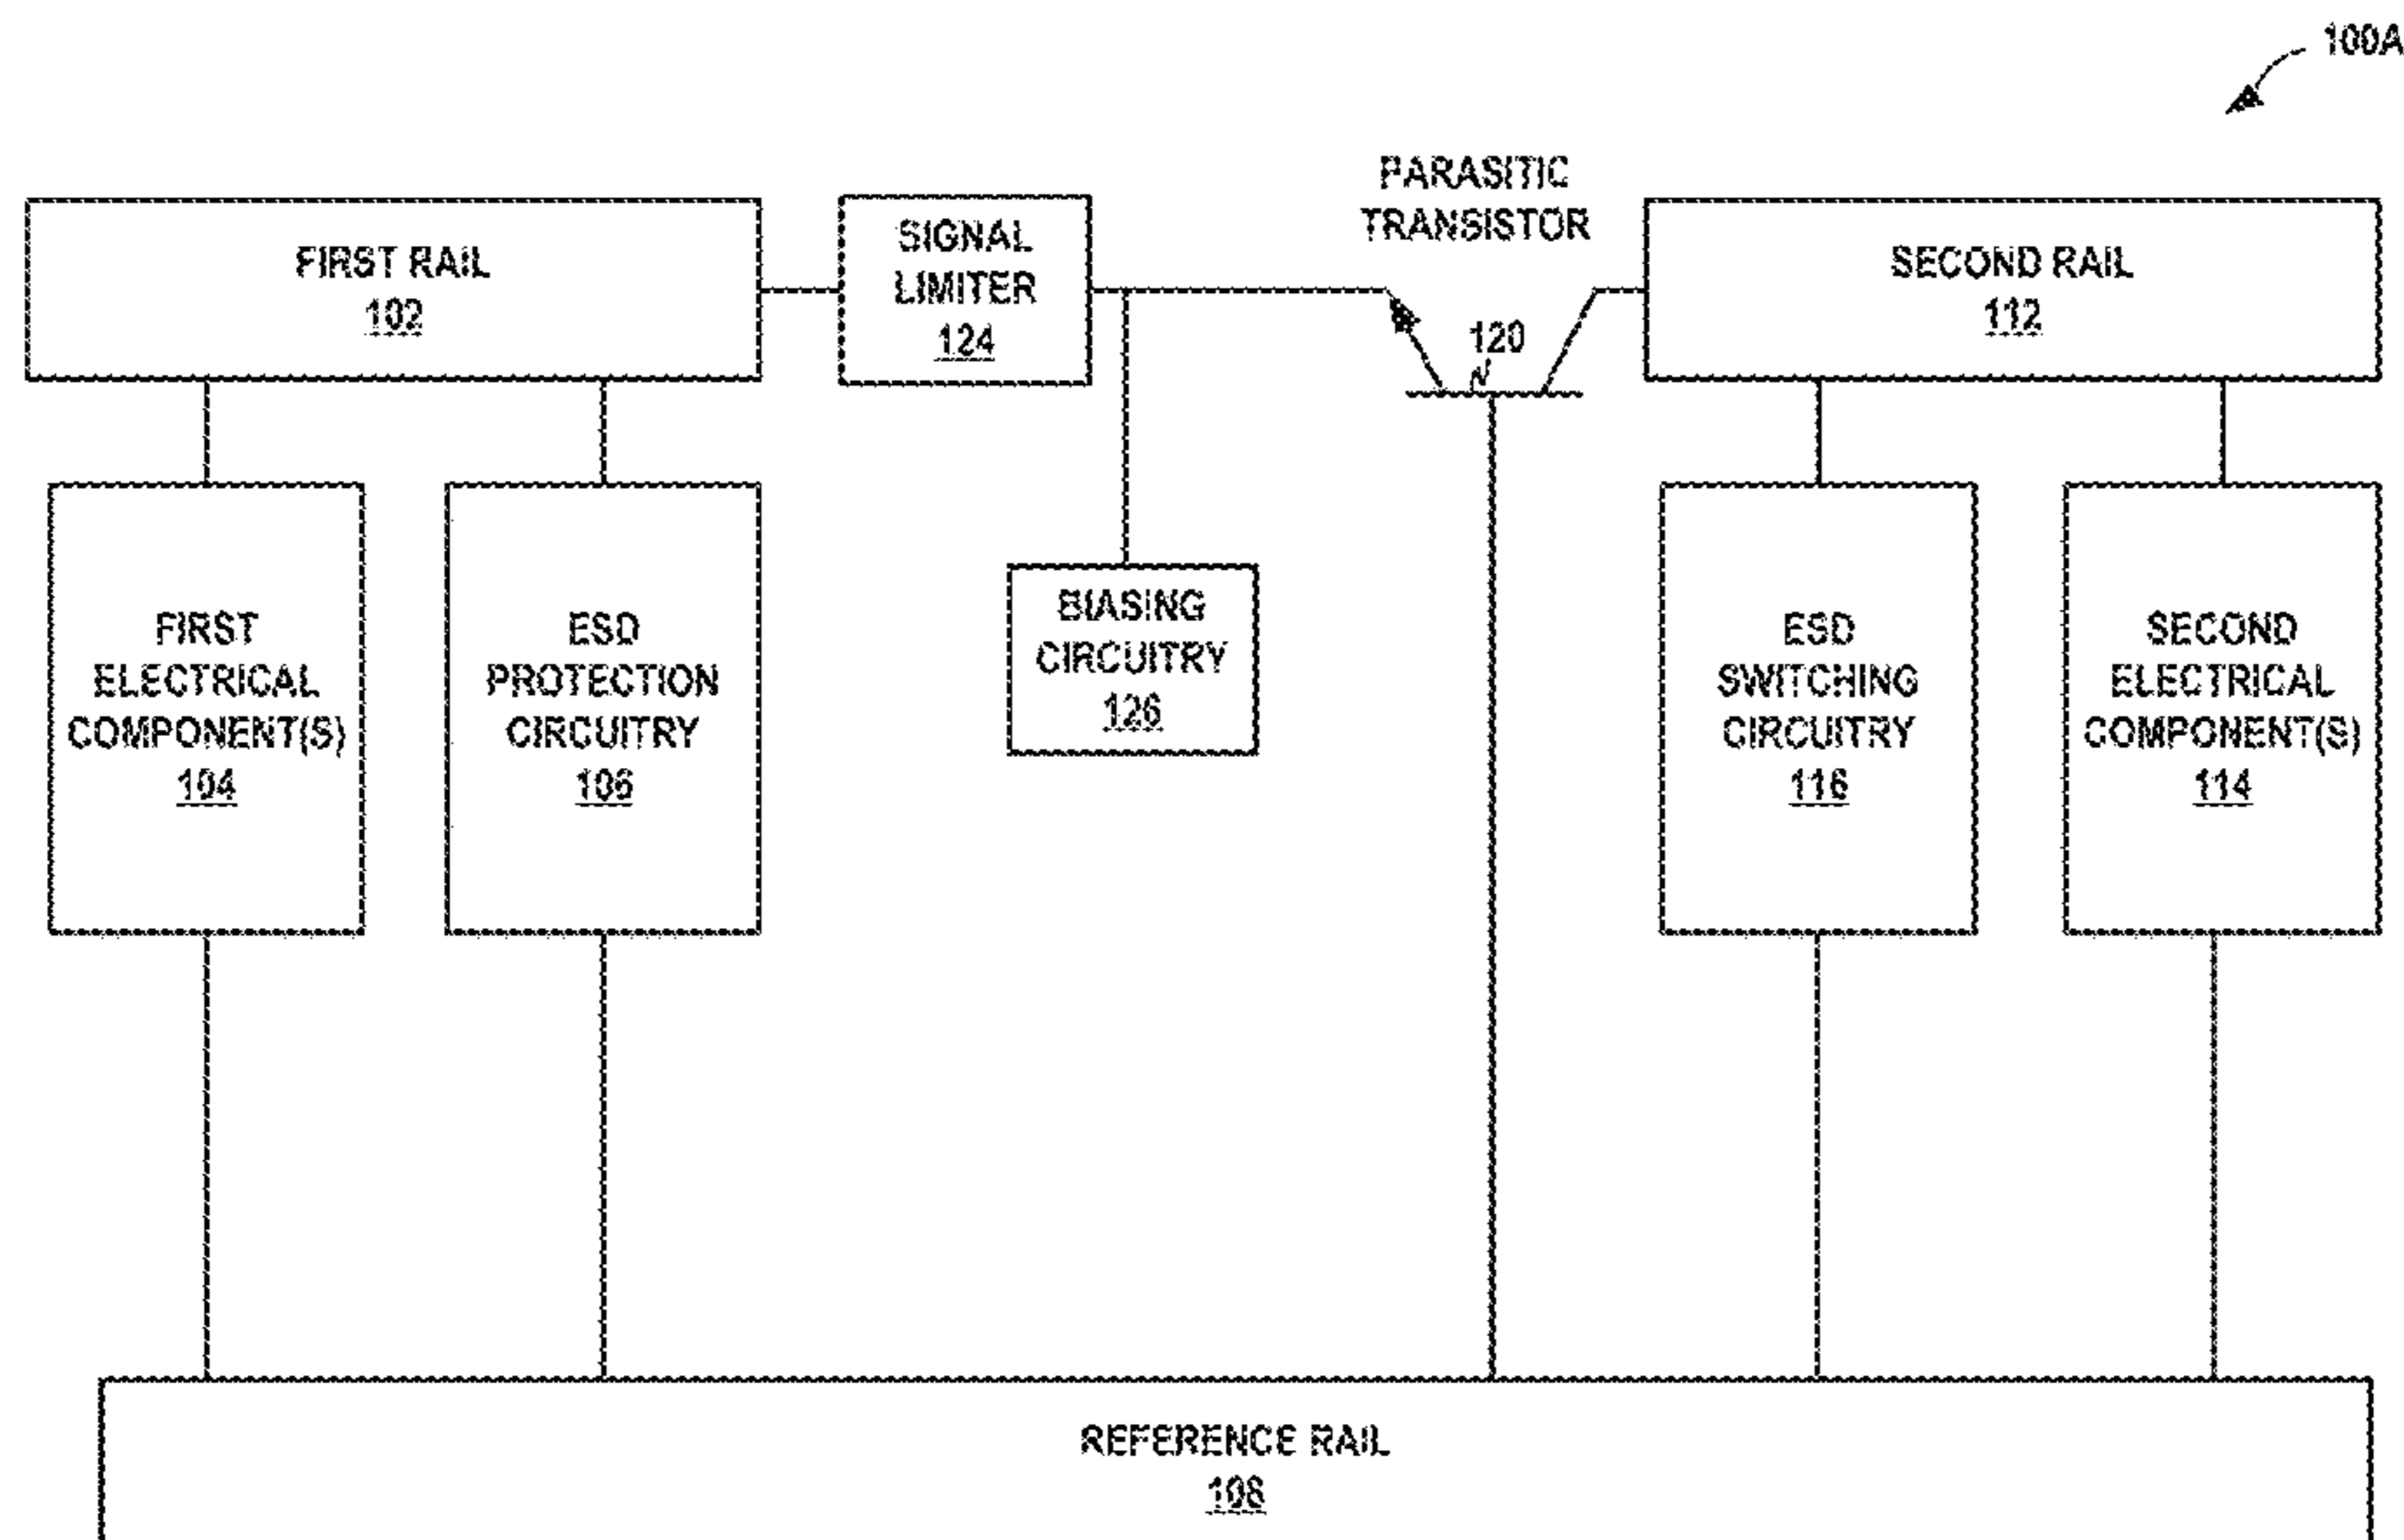 100A
PARASITIC
TRANSISTOR
FIRST RAIL
102
SIGNAL
LIMITER
124
120
SECOND RAIL
112
FIRST
ELECTRICAL
COMPONENT(S)
104
ESD
PROTECTION
CIRCUITRY
106
BIASING
CIRCUITRY
126
ESD
SWITCHING
CIRCUITRY
116
SECOND
ELECTRICAL
COMPONENT(S)
114
REFERENCE RAIL
108